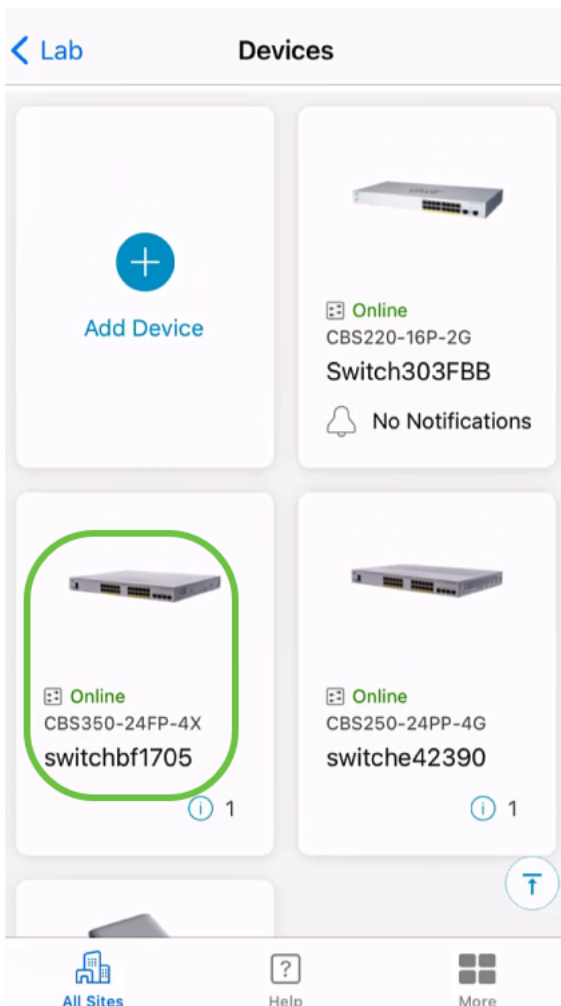 Lab
Devices
Add Device
Online
CBS220-16P-2G
Switch303FBB
No Notifications
Online
CBS350-24FP-4X
switchbf1705
1
Online
CBS250-24PP-4G
switche42390
1
All Sites
Help
More